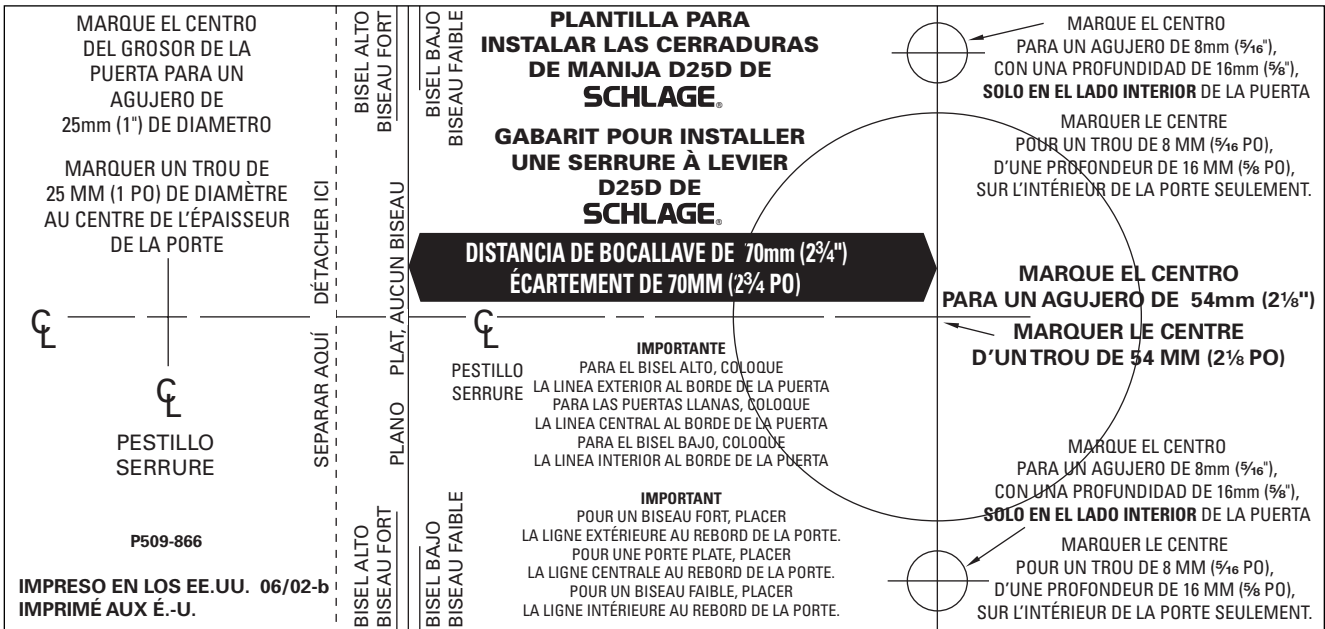 MARQUE EL CENTRO
DEL GROSOR DE LA
PUERTA PARA UN
AGUJERO DE
25mm (1") DE DIAMETRO
MARQUER UN TROU DE
25 MM (1 PO) DE DIAMÈTRE
AU CENTRE DE L'ÉPAISSEUR
DE LA PORTE
℄
℄
PESTILLO
SERRURE
P509-866
IMPRESO EN LOS EE.UU. 06/02-b
IMPRIMÉ AUX É.-U.
SEPARAR AQUÍ DÉTACHER ICI
BISEL ALTO
BISEAU FORT
PLANO PLAT, AUCUN BISEAU
BISEL ALTO
BISEAU FORT
BISEL BAJO
BISEAU FAIBLE
BISEL BAJO
BISEAU FAIBLE
PLANTILLA PARA
INSTALAR LAS CERRADURAS
DE MANIJA D25D DE
SCHLAGE®
GABARIT POUR INSTALLER
UNE SERRURE À LEVIER
D25D DE
SCHLAGE®
DISTANCIA DE BOCALLAVE DE 70mm (2¾")
ÉCARTEMENT DE 70MM (2¾ PO)
℄
PESTILLO
SERRURE
IMPORTANTE
PARA EL BISEL ALTO, COLOQUE
LA LINEA EXTERIOR AL BORDE DE LA PUERTA
PARA LAS PUERTAS LLANAS, COLOQUE
LA LINEA CENTRAL AL BORDE DE LA PUERTA
PARA EL BISEL BAJO, COLOQUE
LA LINEA INTERIOR AL BORDE DE LA PUERTA
IMPORTANT
POUR UN BISEAU FORT, PLACER
LA LIGNE EXTÉRIEURE AU REBORD DE LA PORTE.
POUR UNE PORTE PLATE, PLACER
LA LIGNE CENTRALE AU REBORD DE LA PORTE.
POUR UN BISEAU FAIBLE, PLACER
LA LIGNE INTÉRIEURE AU REBORD DE LA PORTE.
MARQUE EL CENTRO
PARA UN AGUJERO DE 8mm (5/16"),
CON UNA PROFUNDIDAD DE 16mm (5/8"),
SOLO EN EL LADO INTERIOR DE LA PUERTA
MARQUER LE CENTRE
POUR UN TROU DE 8 MM (5/16 PO),
D'UNE PROFONDEUR DE 16 MM (5/8 PO),
SUR L'INTÉRIEUR DE LA PORTE SEULEMENT.
MARQUE EL CENTRO
PARA UN AGUJERO DE 54mm (2⅛")
MARQUER LE CENTRE
D'UN TROU DE 54 MM (2⅛ PO)
MARQUE EL CENTRO
PARA UN AGUJERO DE 8mm (5/16"),
CON UNA PROFUNDIDAD DE 16mm (5/8"),
SOLO EN EL LADO INTERIOR DE LA PUERTA
MARQUER LE CENTRE
POUR UN TROU DE 8 MM (5/16 PO),
D'UNE PROFONDEUR DE 16 MM (5/8 PO),
SUR L'INTÉRIEUR DE LA PORTE SEULEMENT.